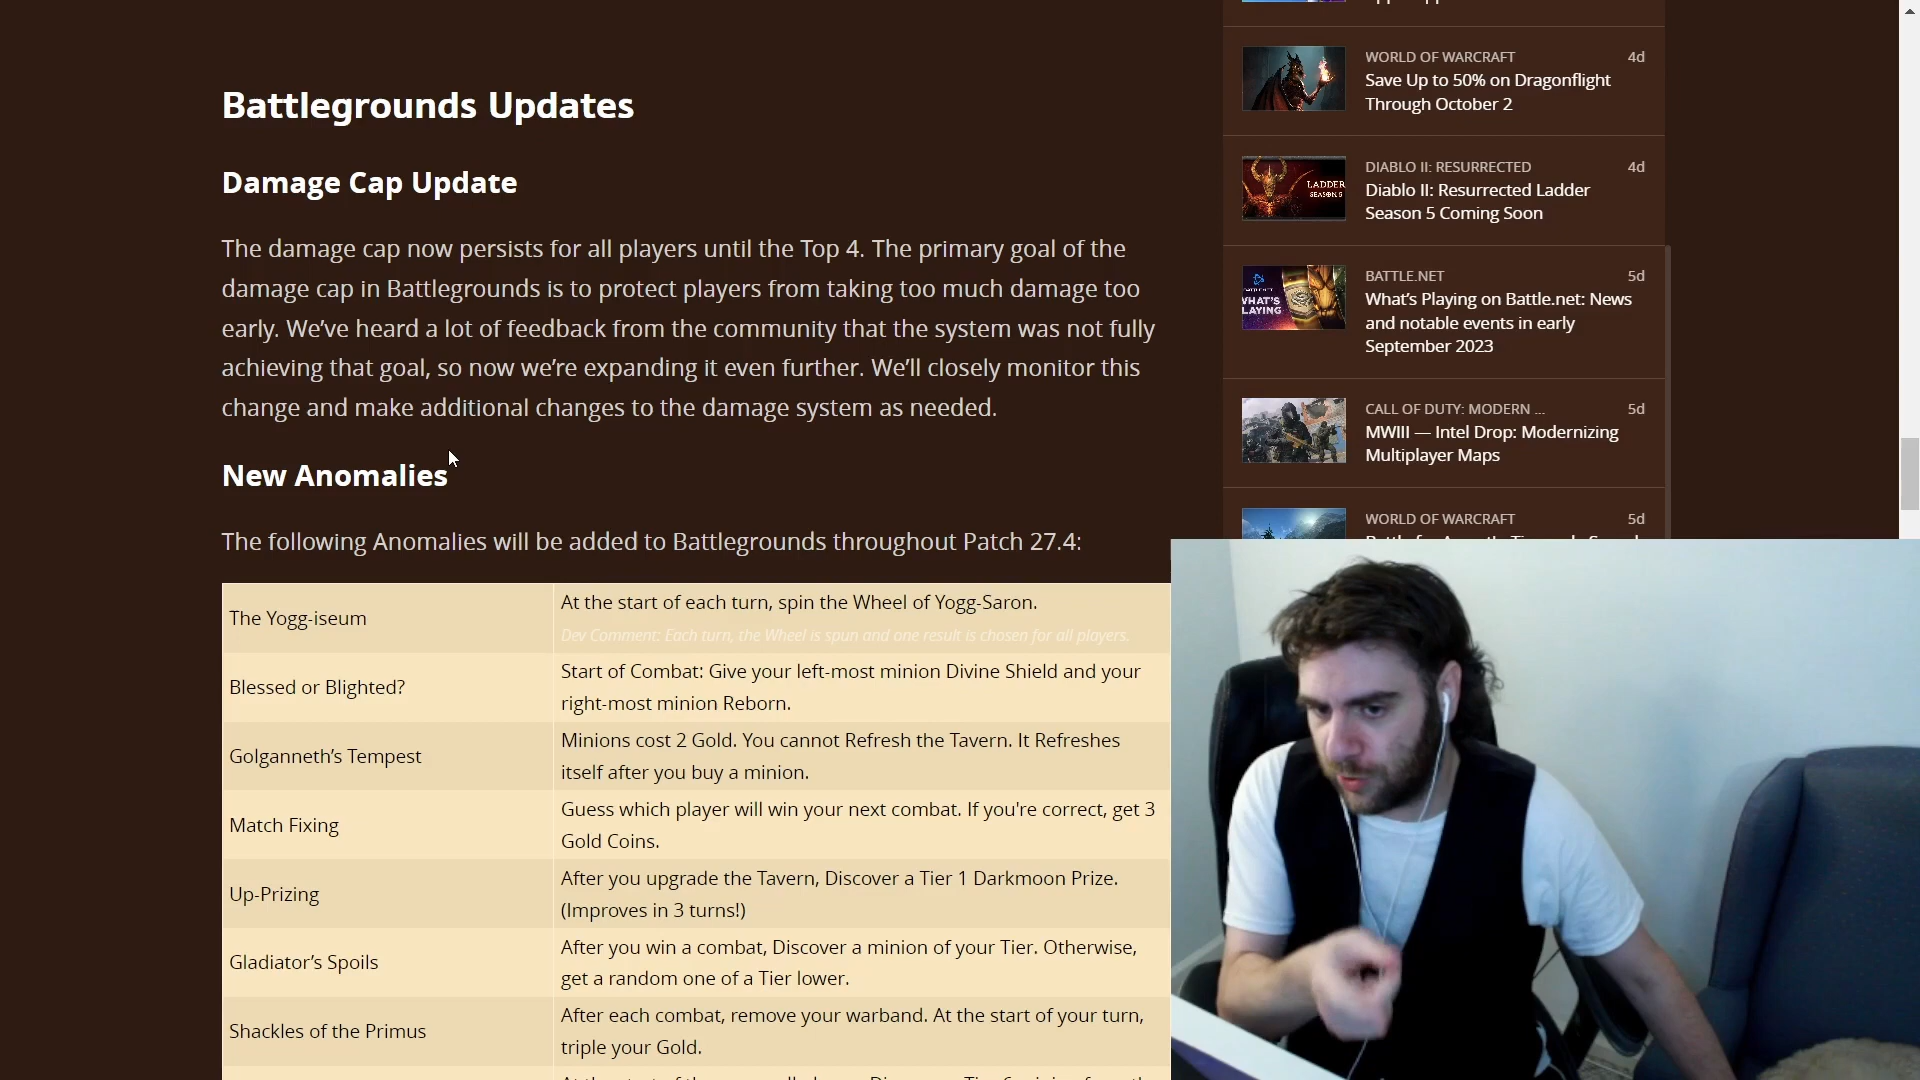 Battlegrounds Updates
Damage Cap Update
The damage cap now persists for all players until the Top 4. The primary goal of the
damage cap in Battlegrounds is to protect players from taking too much damage too
early. We’ve heard a lot of feedback from the community that the system was not fully
achieving that goal, so now we’re expanding it even further. We’ll closely monitor this
change and make additional changes to the damage system as needed.
New Anomalies
The following Anomalies will be added to Battlegrounds throughout Patch 27.4:
The Yogg-iseum
At the start of each turn, spin the Wheel of Yogg-Saron.
Dev Comment: Each turn, the Wheel is spun and one result is chosen for all players.
Blessed or Blighted?
Start of Combat: Give your left-most minion Divine Shield and your
right-most minion Reborn.
Golganneth’s Tempest
Minions cost 2 Gold. You cannot Refresh the Tavern. It Refreshes
itself after you buy a minion.
Match Fixing
Guess which player will win your next combat. If you're correct, get 3
Gold Coins.
Up-Prizing
After you upgrade the Tavern, Discover a Tier 1 Darkmoon Prize.
(Improves in 3 turns!)
Gladiator’s Spoils
After you win a combat, Discover a minion of your Tier. Otherwise,
get a random one of a Tier lower.
Shackles of the Primus
After each combat, remove your warband. At the start of your turn,
triple your Gold.
WORLD OF WARCRAFT 4d
Save Up to 50% on Dragonflight
Through October 2
LADDER
SEASON 5
DIABLO II: RESURRECTED 4d
Diablo II: Resurrected Ladder
Season 5 Coming Soon
WHAT'S
PLAYING
BATTLE.NET 5d
What’s Playing on Battle.net: News
and notable events in early
September 2023
CALL OF DUTY: MODERN ... 5d
MWIII — Intel Drop: Modernizing
Multiplayer Maps
WORLD OF WARCRAFT 5d